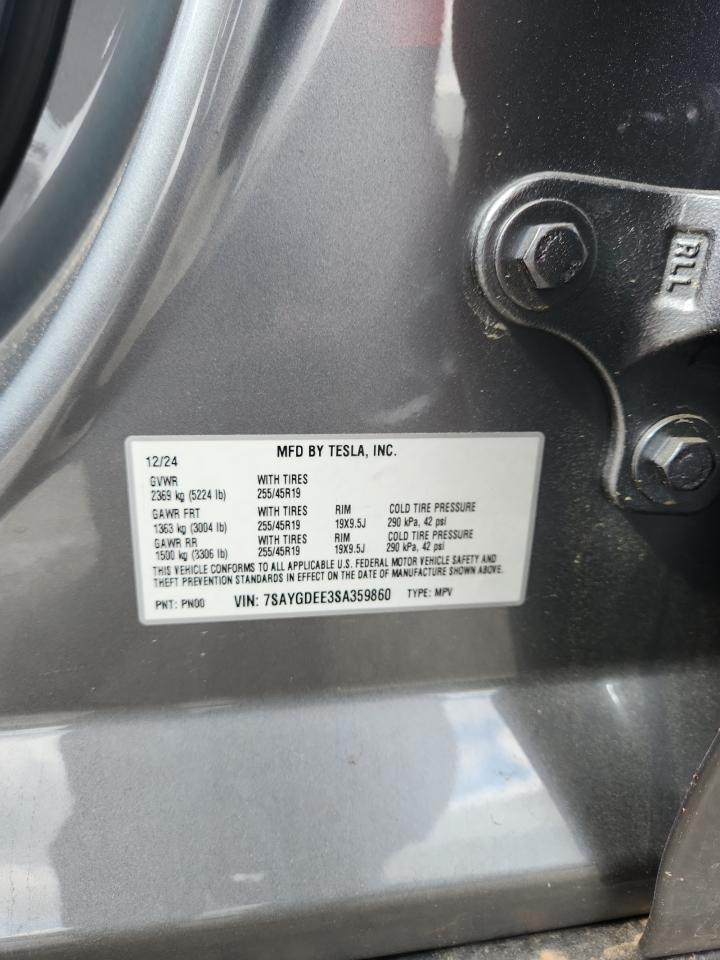 RLL
MFD BY TESLA, INC.
12/24
GVWR WITH TIRES
2369 kg (5224 lb) 255/45R19
GAWR FRT WITH TIRES RIM COLD TIRE PRESSURE
1363 kg (3004 lb) 255/45R19 19X9.5J 290 kPa, 42 psi
GAWR RR WITH TIRES RIM COLD TIRE PRESSURE
1500 kg (3306 lb) 255/45R19 19X9.5J 290 kPa, 42 psi
THIS VEHICLE CONFORMS TO ALL APPLICABLE U.S. FEDERAL MOTOR VEHICLE SAFETY AND
THEFT PREVENTION STANDARDS IN EFFECT ON THE DATE OF MANUFACTURE SHOWN ABOVE.
PNT: PN00 VIN: 7SAYGDEE3SA359860 TYPE: MPV